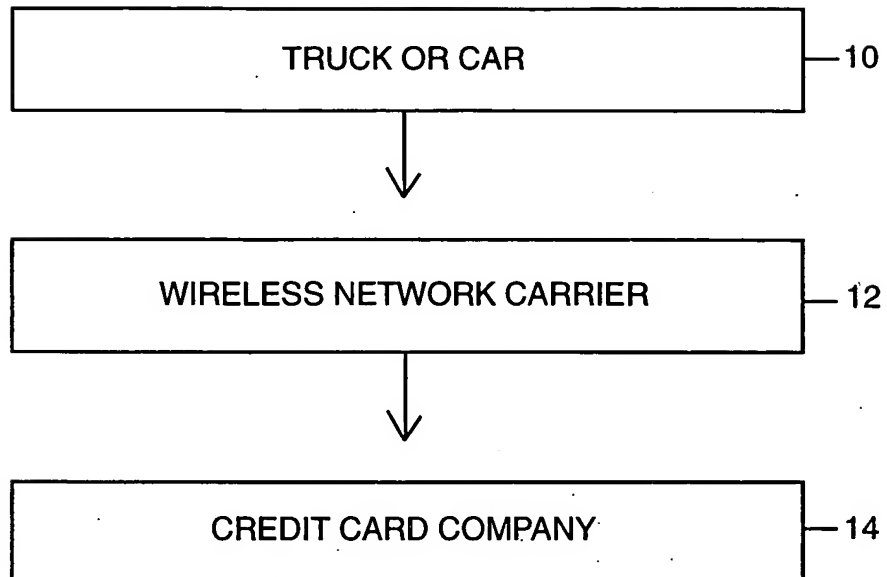 TRUCK OR CAR 10
WIRELESS NETWORK CARRIER 12
CREDIT CARD COMPANY 14